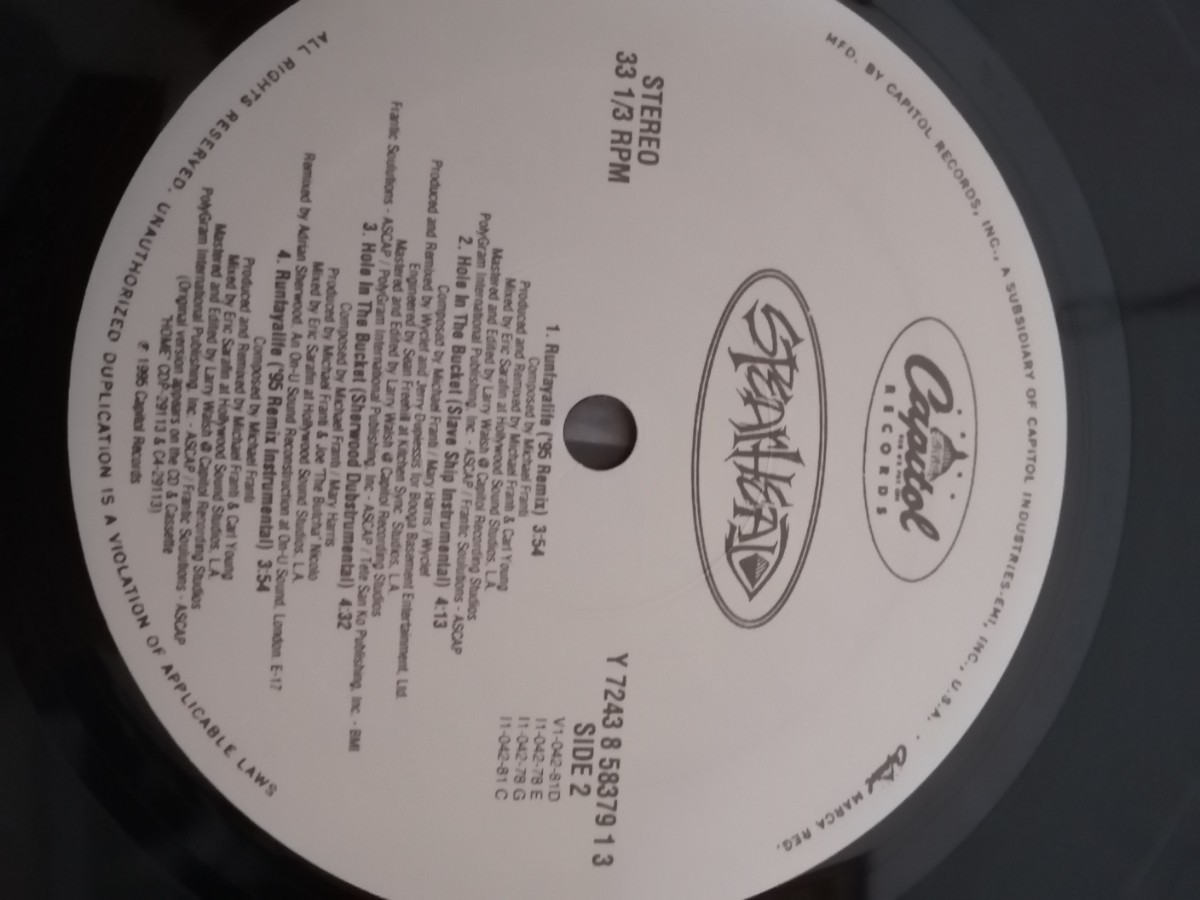 MFD. BY CAPITOL RECORDS, INC., A SUBSIDIARY OF CAPITOL INDUSTRIES-EMI, INC., U.S.A. · MARCA REG.
Capitol
RECORDS
SPEARHEAD
STEREO
33 1/3 RPM
Y 7243 8 58379 1 3
SIDE 2
V1-042-81D
I1-042-78 E
I1-042-78 G
I1-042-81 C
1. Runfayalife ('95 Remix) 3:54
Composed by Michael Franti
Produced and Remixed by Michael Franti & Carl Young
Mixed by Eric Sarafin at Hollywood Sound Studios, L.A.
Mastered and Edited by Larry Walsh @ Capitol Recording Studios
PolyGram International Publishing, Inc. - ASCAP / Frantic Soulutions - ASCAP
2. Hole In The Bucket (Slave Ship Instrumental) 4:13
Composed by Michael Franti / Mary Harris / Wyclef
Produced and Remixed by Wyclef and Jerry Duplessis for Booga Basement Entertainment, Ltd.
Engineered by Sean Freehill at Kitchen Sync Studios, L.A.
Mastered and Edited by Larry Walsh @ Capitol Recording Studios
Frantic Soulutions - ASCAP / PolyGram International Publishing, Inc. - ASCAP / Tete San Ko Publishing, Inc. - BMI
3. Hole In The Bucket (Sherwood Dubstrumental) 4:32
Composed by Michael Franti / Mary Harris
Produced by Michael Franti & Joe "The Butcha" Nicolo
Mixed by Eric Sarafin at Hollywood Sound Studios, L.A.
Remixed by Adrian Sherwood, An On-U Sound Reconstruction at On-U Sound, London, E-17
4. Runfayalife ('95 Remix Instrumental) 3:54
Composed by Michael Franti
Produced and Remixed by Michael Franti & Carl Young
Mixed by Eric Sarafin at Hollywood Sound Studios, L.A.
Mastered and Edited by Larry Walsh @ Capitol Recording Studios
PolyGram International Publishing, Inc. - ASCAP / Frantic Soulutions - ASCAP
(Original version appears on the CD & Cassette
"HOME" CDP-29113 & C4-29113)
℗ 1995 Capitol Records
ALL RIGHTS RESERVED. UNAUTHORIZED DUPLICATION IS A VIOLATION OF APPLICABLE LAWS